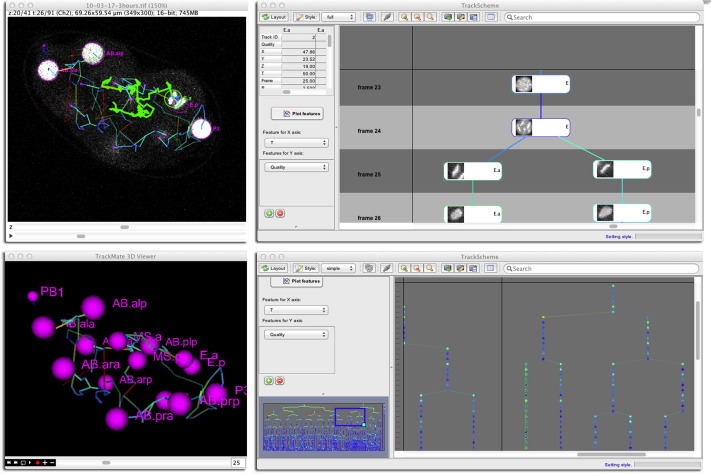 10-03-17-3hours.tif (150%)
z:20/41 t:26/91 (Ch2); 69.26x59.54 µm (349x300); 16-bit, 745MB
AB.alp
E.p
P3
Z
TrackScheme
Layout
Style:
full
Search
E.a
E.a
Track ID
2
Quality
X
47.88
Y
23.52
Z
19.00
T
50.00
Frame
25.00
Plot features
Feature for X axis:
T
Features for Y axis:
Quality
frame 23
E
frame 24
E
frame 25
E.a
E.p
frame 26
E.a
E.p
Setting style.
TrackMate 3D Viewer
PB1
AB.alp
AB.ala
MS.a
AB.plp
E.a
E.p
AB.ara
AB.arp
P3
AB.prp
AB.pra
25
TrackScheme
Layout
Style:
simple
Search
Plot features
Feature for X axis:
T
Features for Y axis:
Quality
Setting style.